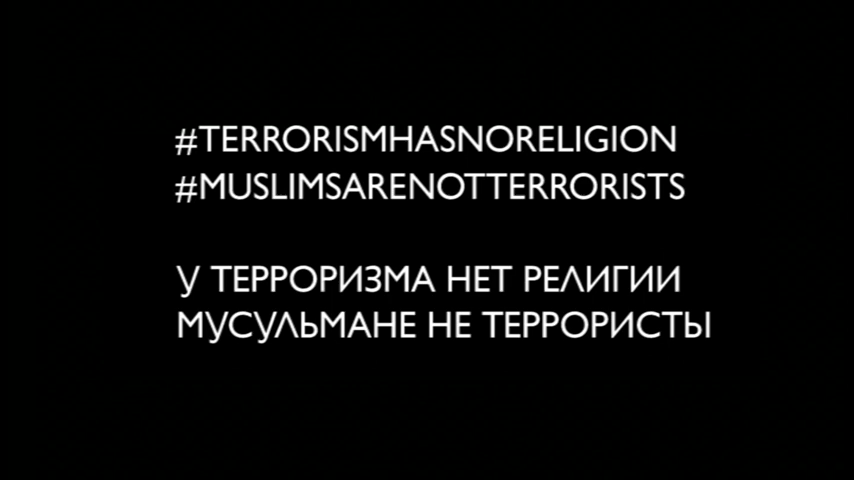 #TERRORISMHASNORELIGION
#MUSLIMSARENOTTERRORISTS
У ТЕРРОРИЗМА НЕТ РЕЛИГИИ
МУСУЛЬМАНЕ НЕ ТЕРРОРИСТЫ